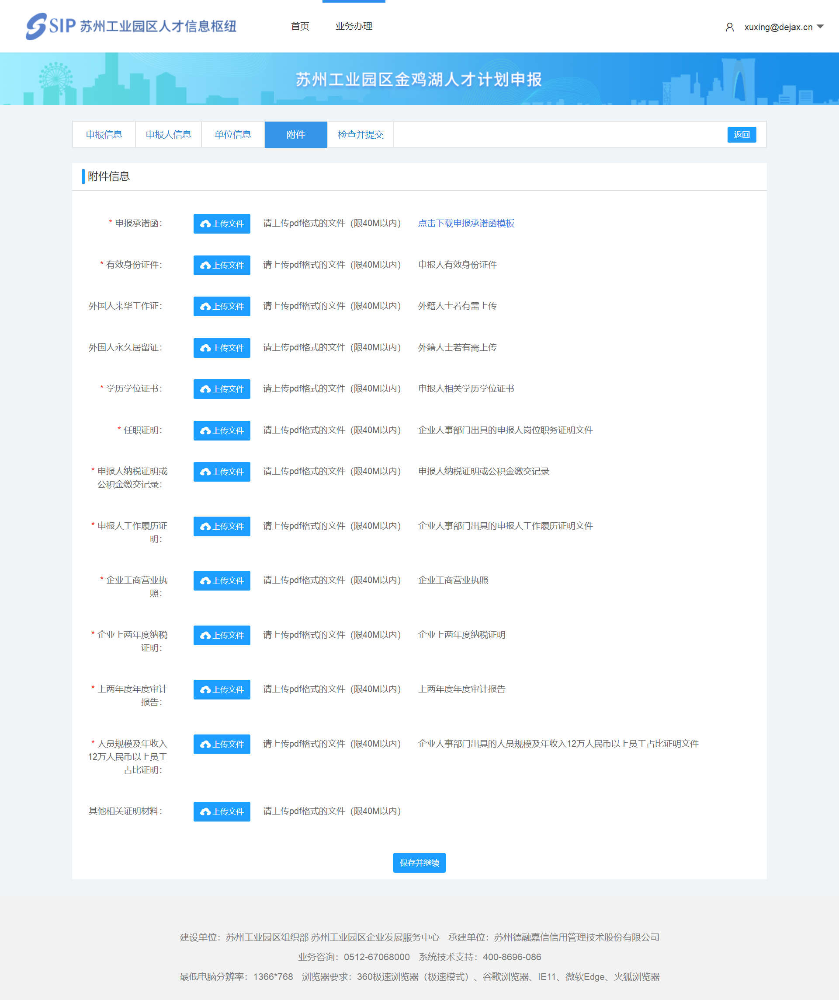 SIP 苏州工业园区人才信息枢纽 首页 业务办理 xuxing@dejax.cn
苏州工业园区金鸡湖人才计划申报
申报信息 申报人信息 单位信息 附件 检查并提交 返回
附件信息
* 申报承诺函： 上传文件 请上传pdf格式的文件（限40M以内） 点击下载申报承诺函模板
* 有效身份证件： 上传文件 请上传pdf格式的文件（限40M以内） 申报人有效身份证件
外国人来华工作证： 上传文件 请上传pdf格式的文件（限40M以内） 外籍人士若有需上传
外国人永久居留证： 上传文件 请上传pdf格式的文件（限40M以内） 外籍人士若有需上传
* 学历学位证书： 上传文件 请上传pdf格式的文件（限40M以内） 申报人相关学历学位证书
* 任职证明： 上传文件 请上传pdf格式的文件（限40M以内） 企业人事部门出具的申报人岗位职务证明文件
* 申报人纳税证明或 上传文件 请上传pdf格式的文件（限40M以内） 申报人纳税证明或公积金缴交记录
公积金缴交记录：
* 申报人工作履历证 上传文件 请上传pdf格式的文件（限40M以内） 企业人事部门出具的申报人工作履历证明文件
明：
* 企业工商营业执 上传文件 请上传pdf格式的文件（限40M以内） 企业工商营业执照
照：
* 企业上两年度纳税 上传文件 请上传pdf格式的文件（限40M以内） 企业上两年度纳税证明
证明：
* 上两年度年度审计 上传文件 请上传pdf格式的文件（限40M以内） 上两年度年度审计报告
报告：
* 人员规模及年收入 上传文件 请上传pdf格式的文件（限40M以内） 企业人事部门出具的人员规模及年收入12万人民币以上员工占比证明文件
12万人民币以上员工
占比证明：
其他相关证明材料： 上传文件 请上传pdf格式的文件（限40M以内）
保存并继续
建设单位：苏州工业园区组织部 苏州工业园区企业发展服务中心 承建单位：苏州德融嘉信信用管理技术股份有限公司
业务咨询：0512-67068000 系统技术支持：400-8696-086
最低电脑分辨率：1366*768 浏览器要求：360极速浏览器（极速模式）、谷歌浏览器、IE11、微软Edge、火狐浏览器